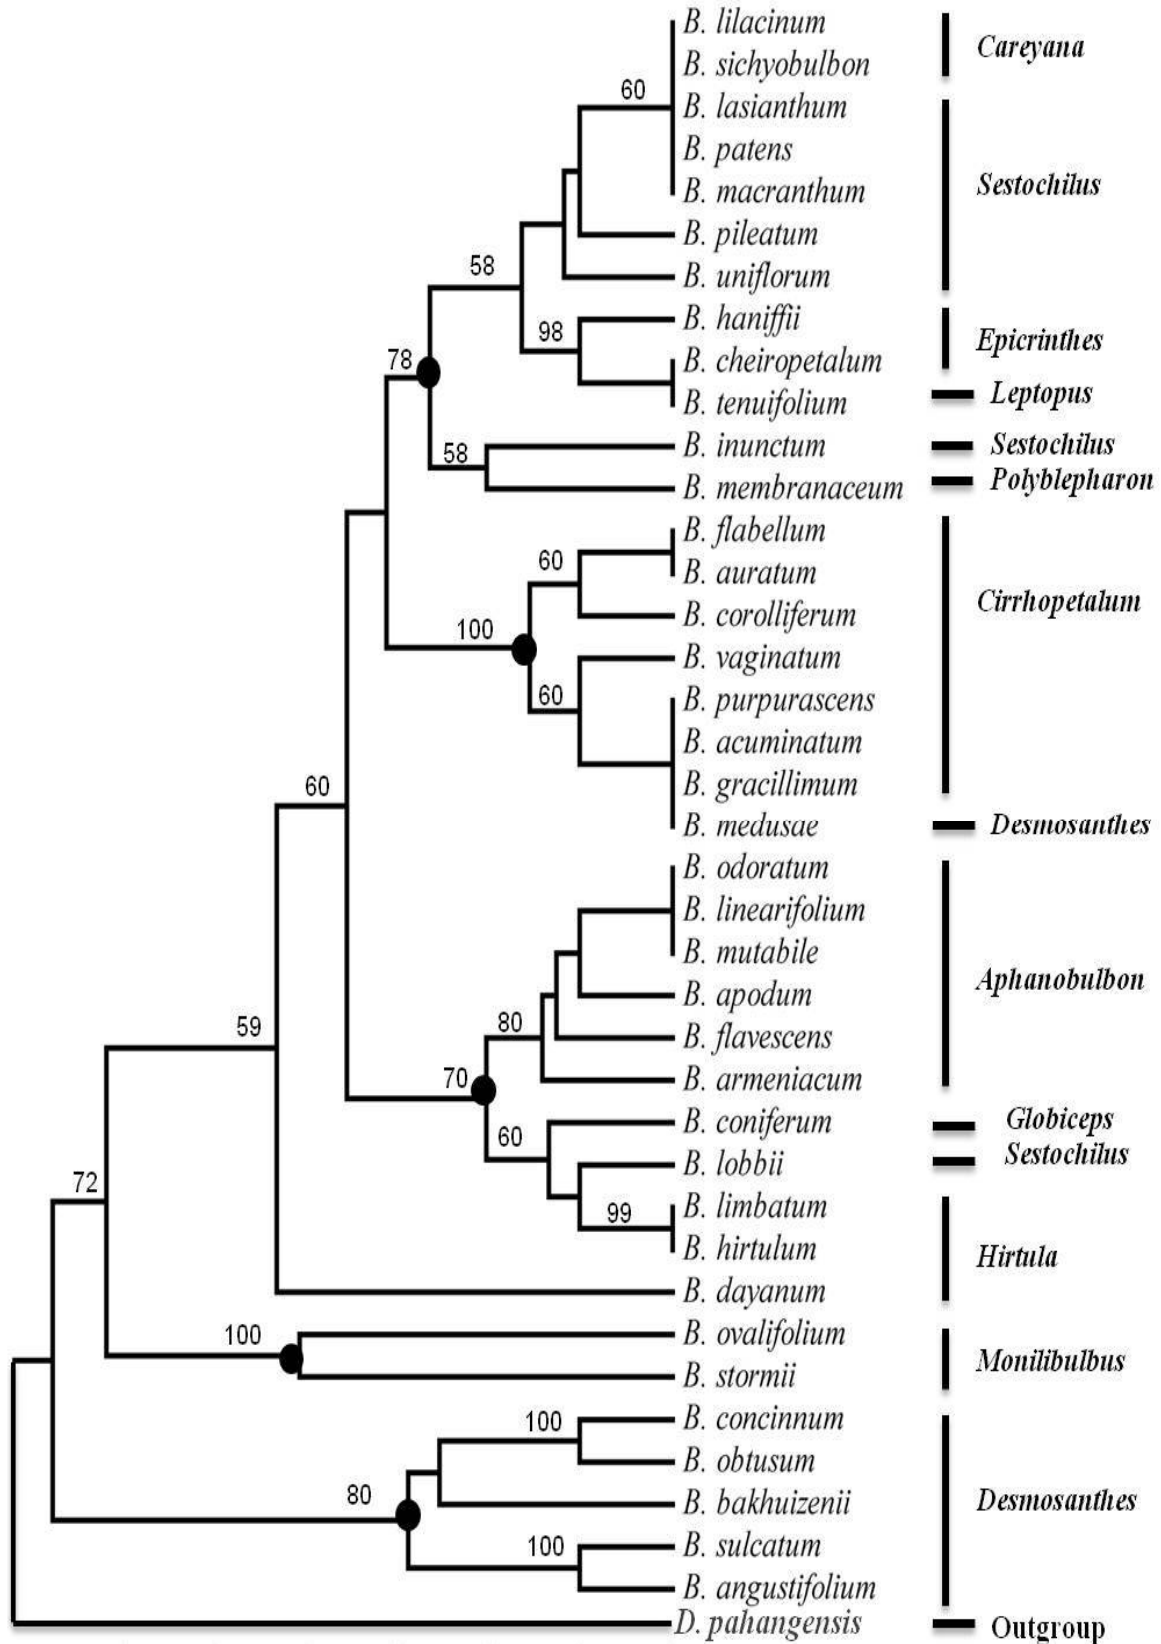 B. lilacinum
Careyana
B. sichyobulbon
60
B. lasianthum
B. patens
Sestochilus
B. macranthum
B. pileatum
58
B. uniflorum
B. haniffii
98
Epicrinthes
78
B. cheiropetalum
Leptopus
B. tenuifolium
58
B. inunctum
Sestochilus
B. membranaceum
Polyblepharon
B. flabellum
60
B. auratum
Cirrhopetalum
B. corolliferum
100
B. vaginatum
60
B. purpurascens
B. acuminatum
60
B. gracillimum
B. medusae
Desmosanthes
B. odoratum
B. linearifolium
B. mutabile
Aphanobulbon
B. apodum
59
80
B. flavescens
70
B. armeniacum
B. coniferum
Globiceps
60
B. lobbii
Sestochilus
72
B. limbatum
99
B. hirtulum
Hirtula
B. dayanum
100
B. ovalifolium
Monilibulbus
B. stormii
100
B. concinnum
B. obtusum
80
B. bakhuizenii
Desmosanthes
100
B. sulcatum
B. angustifolium
D. pahangensis
Outgroup